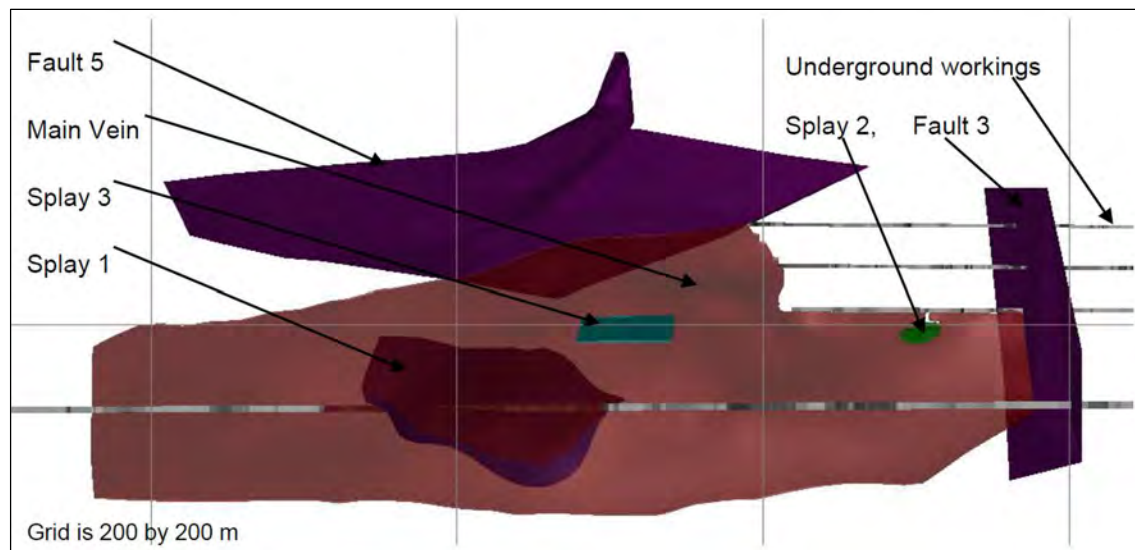 Fault 5
Main Vein
Splay 3
Splay 1
Underground workings
Splay 2, Fault 3
Grid is 200 by 200 m